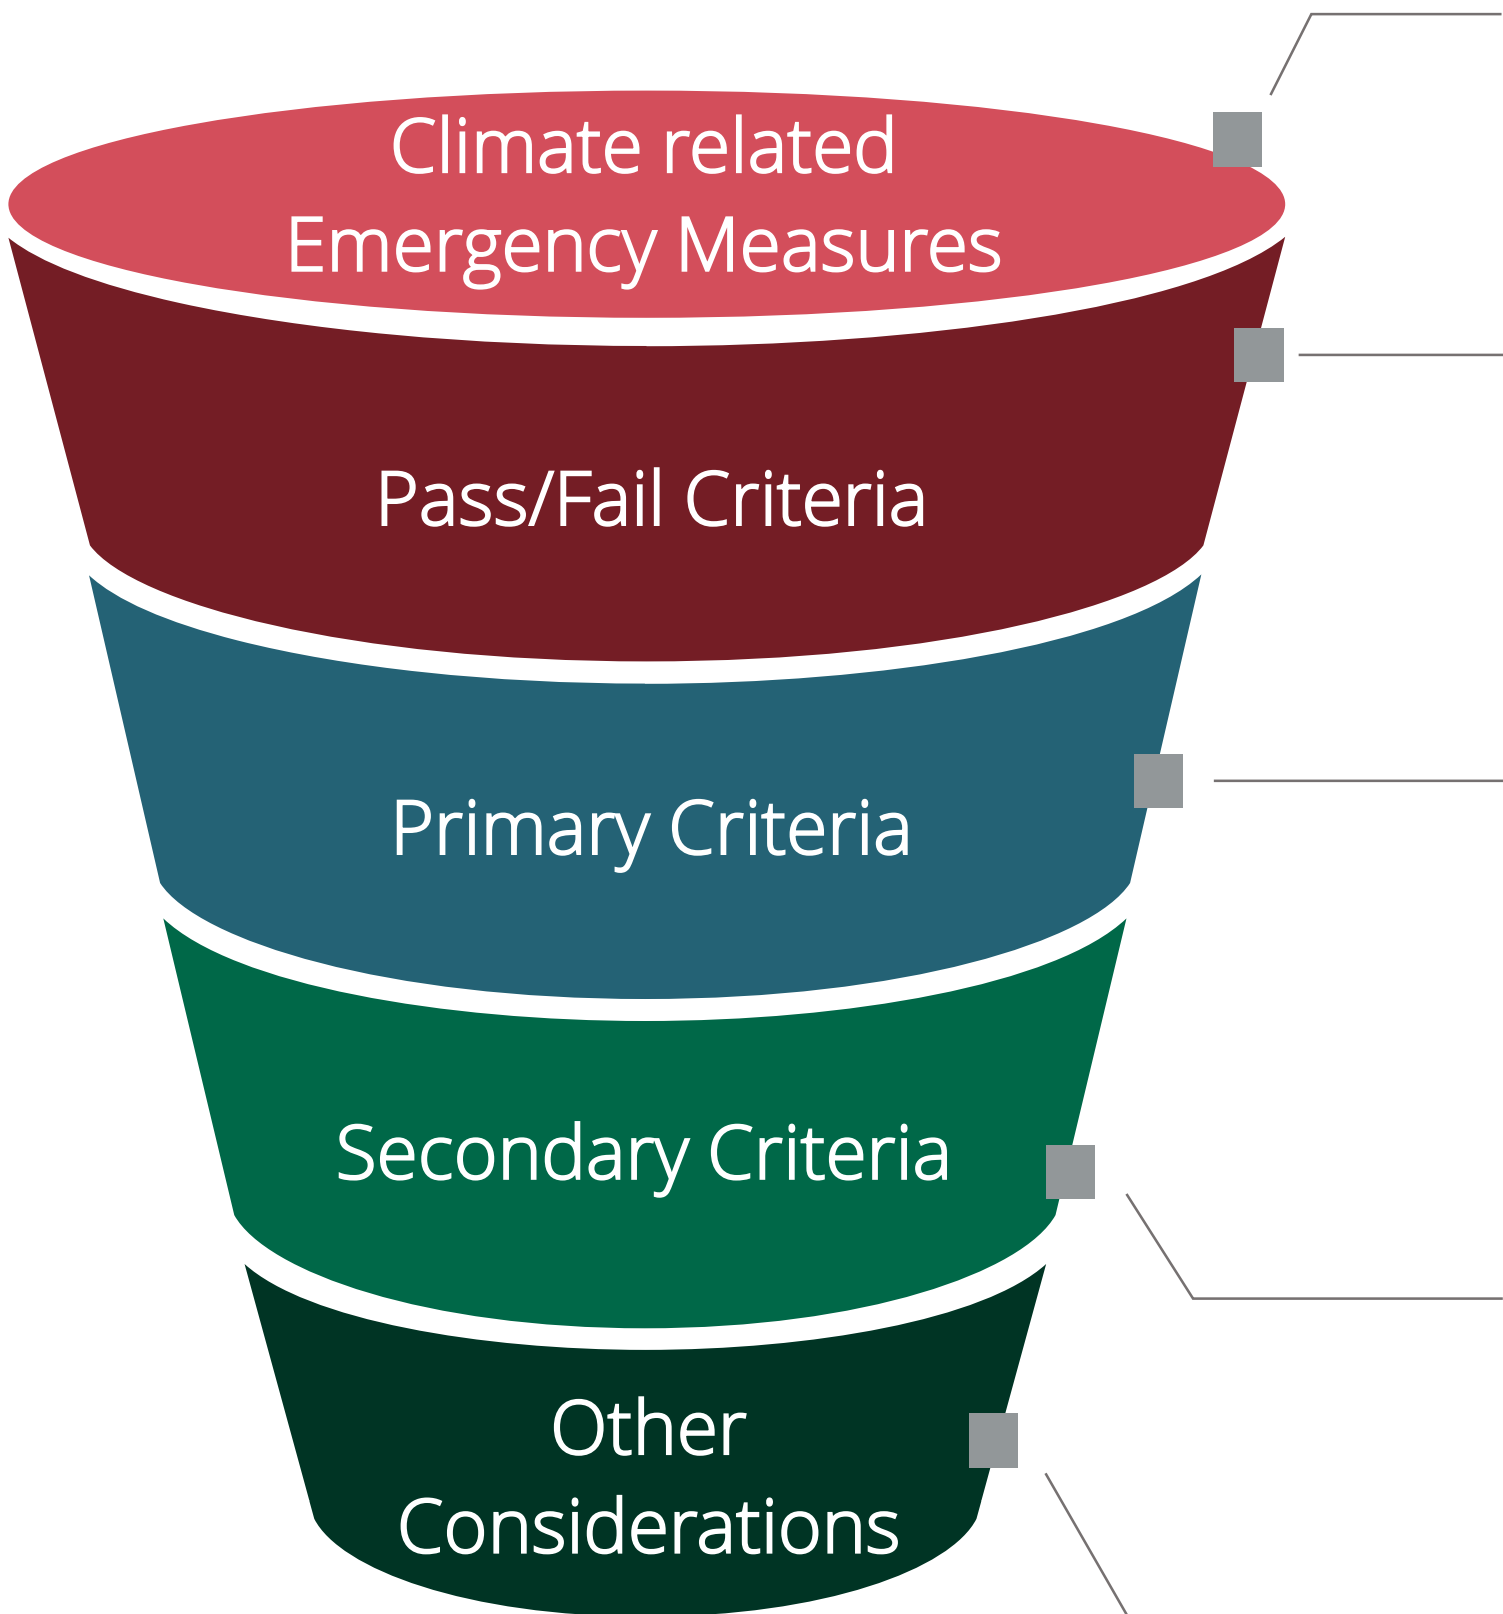 Climate related
Emergency Measures
Pass/Fail Criteria
Primary Criteria
Secondary Criteria
Other
Considerations